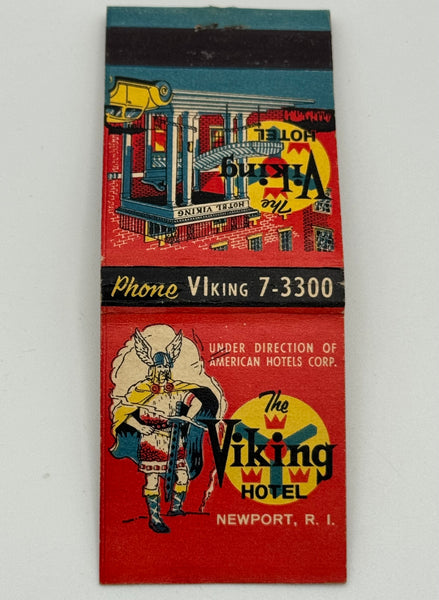 The
Viking
HOTEL
HOTEL VIKING
Phone VIKING 7-3300
UNDER DIRECTION OF
AMERICAN HOTELS CORP.
The
Viking
HOTEL
NEWPORT, R. I.